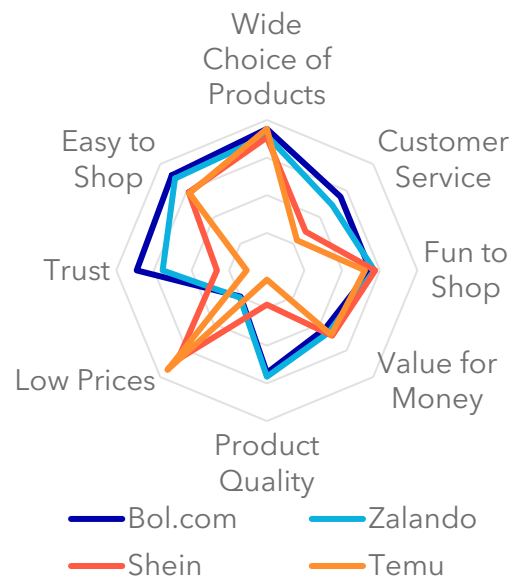 Wide
Choice of
Products
Easy to
Shop
Customer
Service
Trust
Fun to
Shop
Low Prices
Value for
Money
Product
Quality
Bol.com
Zalando
Shein
Temu